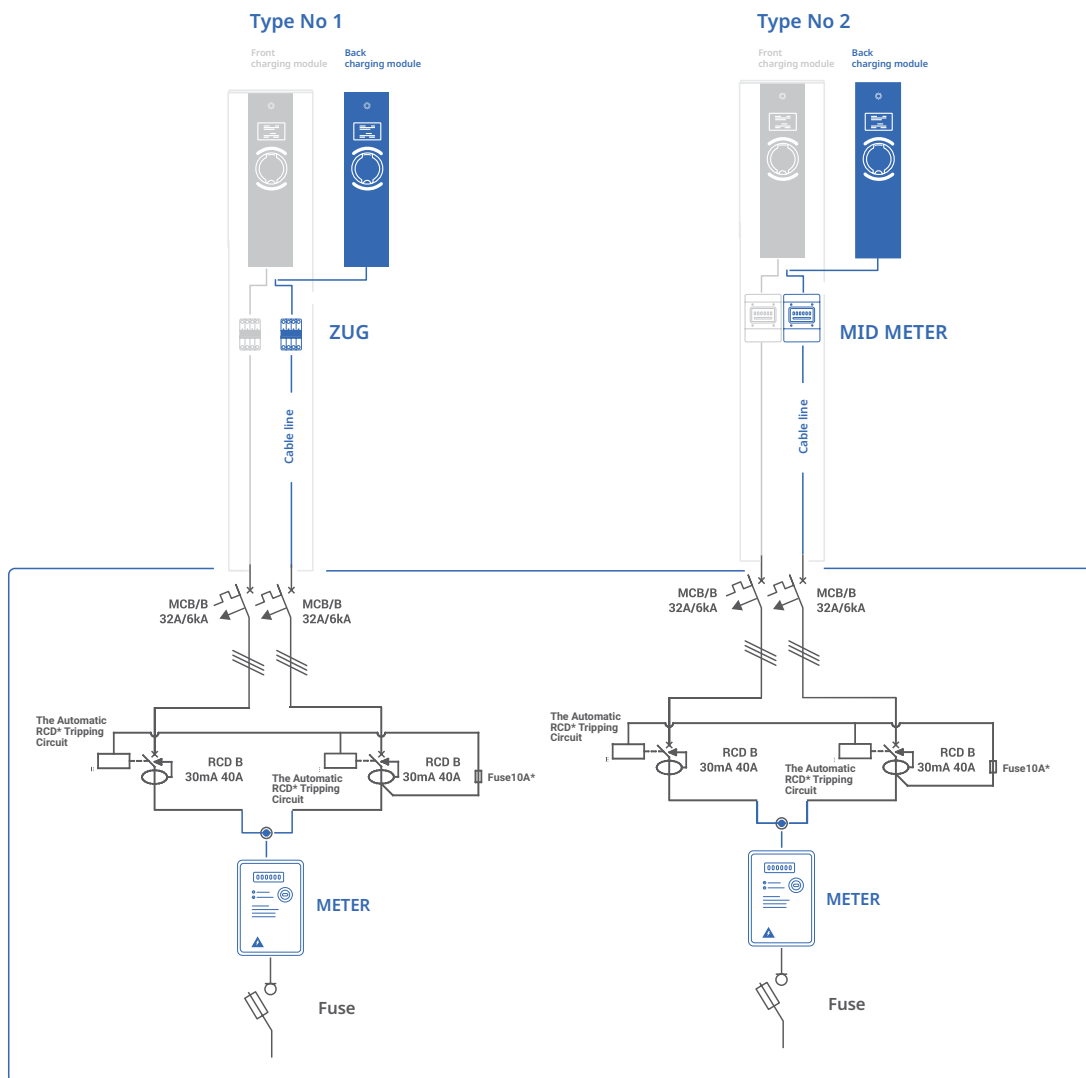 Type No 1
Front
charging module
Back
charging module
ZUG
Cable line
MCB/B
32A/6kA
MCB/B
32A/6kA
The Automatic
RCD* Tripping
Circuit
RCD B
30mA 40A
The Automatic
RCD* Tripping
Circuit
RCD B
30mA 40A
Fuse10A*
METER
Fuse
Type No 2
Front
charging module
Back
charging module
MID METER
Cable line
MCB/B
32A/6kA
MCB/B
32A/6kA
The Automatic
RCD* Tripping
Circuit
RCD B
30mA 40A
The Automatic
RCD* Tripping
Circuit
RCD B
30mA 40A
Fuse10A*
METER
Fuse